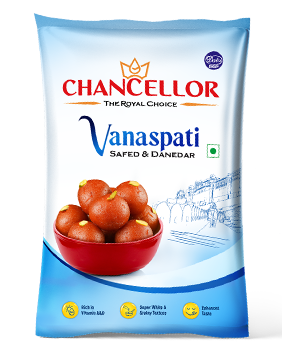 CHANCELLOR
THE ROYAL CHOICE
Vanaspati
SAFED & DANEDAR
Rich in
Vitamin A&D
Super White &
Grainy Texture
Enhances
Taste